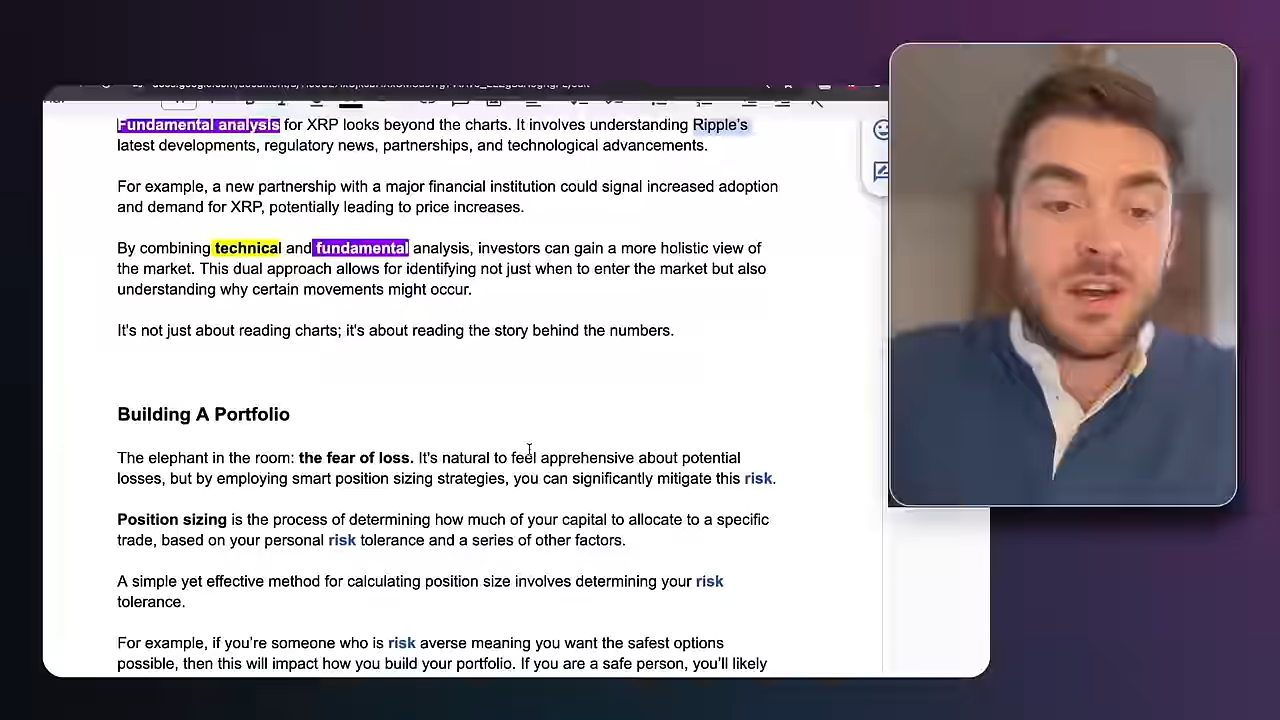 Fundamental analysis for XRP looks beyond the charts. It involves understanding Ripple's
latest developments, regulatory news, partnerships, and technological advancements.
For example, a new partnership with a major financial institution could signal increased adoption
and demand for XRP, potentially leading to price increases.
By combining technical and fundamental analysis, investors can gain a more holistic view of
the market. This dual approach allows for identifying not just when to enter the market but also
understanding why certain movements might occur.
It's not just about reading charts; it's about reading the story behind the numbers.
Building A Portfolio
The elephant in the room: the fear of loss. It's natural to feel apprehensive about potential
losses, but by employing smart position sizing strategies, you can significantly mitigate this risk.
Position sizing is the process of determining how much of your capital to allocate to a specific
trade, based on your personal risk tolerance and a series of other factors.
A simple yet effective method for calculating position size involves determining your risk
tolerance.
For example, if you're someone who is risk averse meaning you want the safest options
possible, then this will impact how you build your portfolio. If you are a safe person, you'll likely